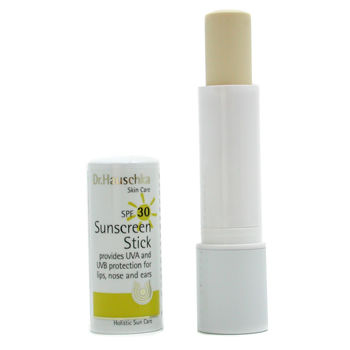 Dr.Hauschka
Skin Care
SPF 30
Sunscreen
Stick
provides UVA and
UVB protection for
lips, nose and ears
Holistic Sun Care